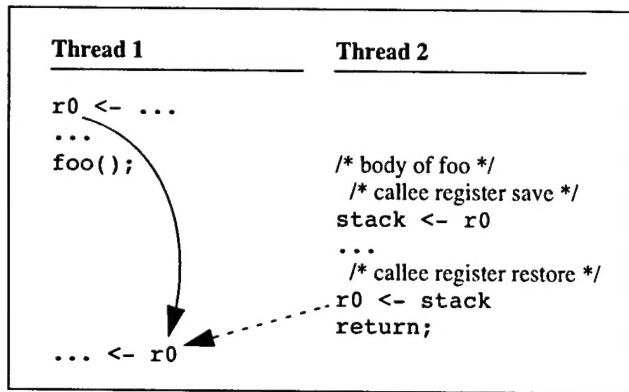 Thread 1
r0 <- ...
...
foo();
... <- r0
Thread 2
/* body of foo */
/* callee register save */
stack <- r0
...
/* callee register restore */
r0 <- stack
return;